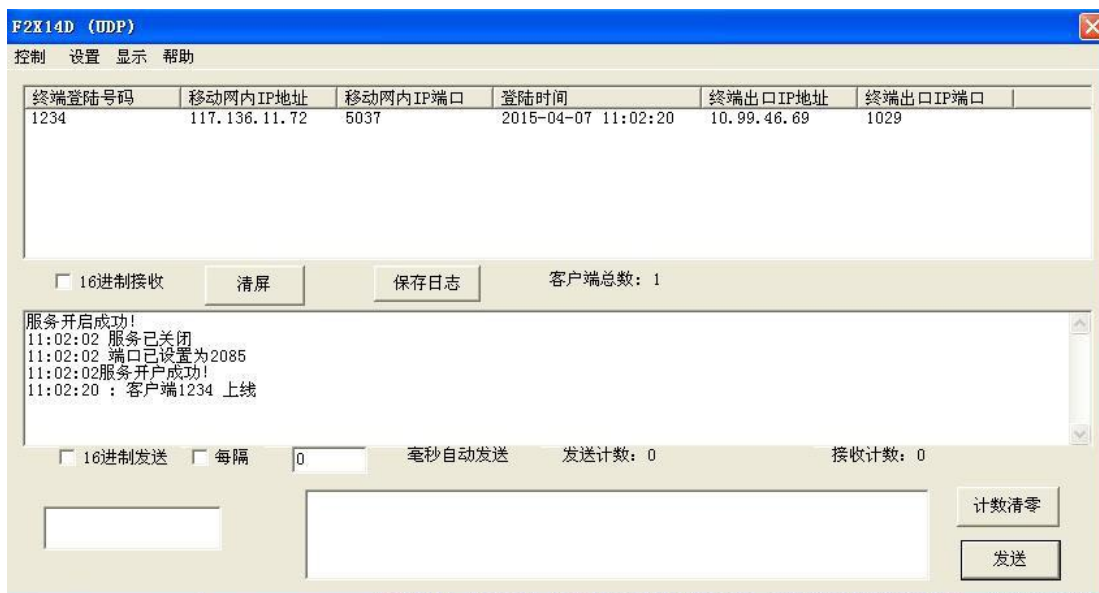 F2X14D (UDP)
控制 设置 显示 帮助
终端登陆号码 移动网内IP地址 移动网内IP端口 登陆时间 终端出口IP地址 终端出口IP端口
1234 117.136.11.72 5037 2015-04-07 11:02:20 10.99.46.69 1029
16进制接收 清屏 保存日志 客户端总数: 1
服务开启成功!
11:02:02 服务已关闭
11:02:02 端口已设置为2085
11:02:02服务开户成功!
11:02:20 : 客户端1234 上线
16进制发送 每隔 0 毫秒自动发送 发送计数: 0 接收计数: 0
计数清零
发送